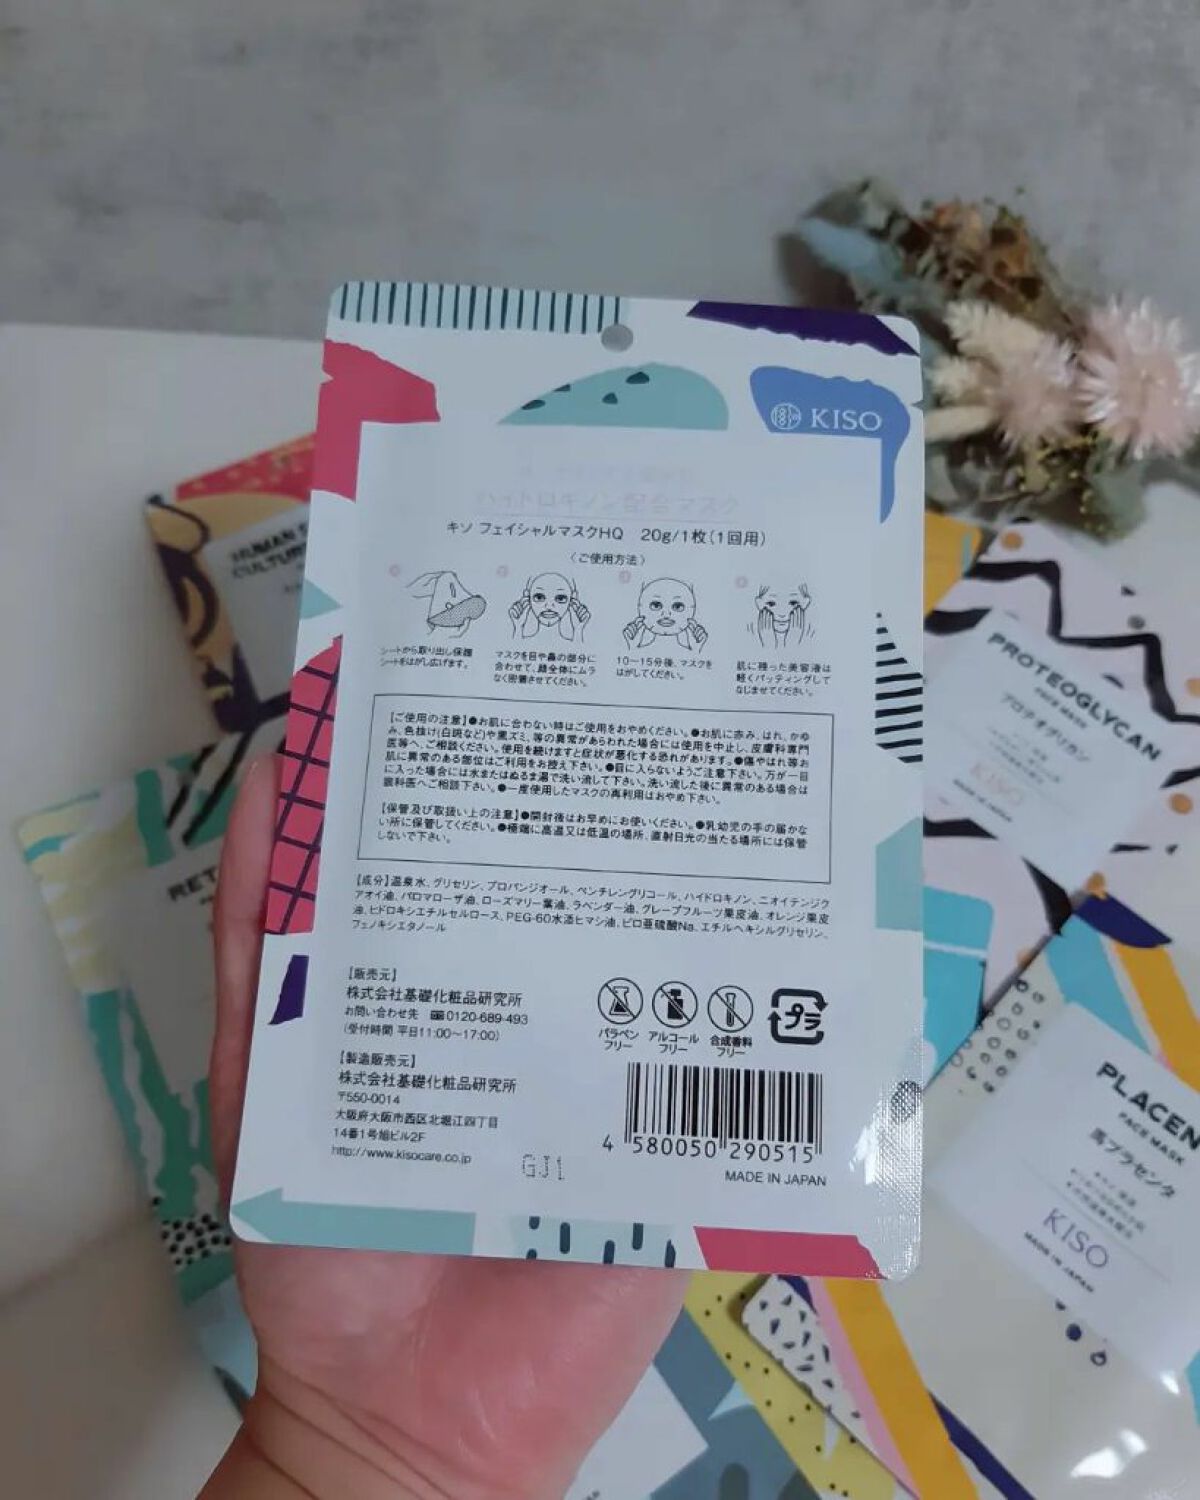 KISO
ハイドロキノン配合マスク
キソ フェイシャルマスクHQ 20g/1枚(1回用)
〈ご使用方法〉
シートから取り出し保護
シートをはがし広げます。
マスクを目や鼻の部分に
合わせて、顔全体にムラ
なく密着させてください。
10〜15分後、マスクを
はがしてください。
肌に残った美容液は
軽くパッティングして
なじませてください。
【ご使用の注意】●お肌に合わない時はご使用をおやめください。●お肌に赤み、はれ、かゆ
み、色抜け(白斑など)や黒ズミ、等の異常があらわれた場合には使用を中止し、皮膚科専門
医等へ、ご相談ください。使用を続けますと症状が悪化する恐れがあります。●傷やはれ等お
肌に異常のある部位はご利用をお控え下さい。●目に入らないようご注意下さい。万が一目
に入った場合には水またはぬるま湯で洗い流して下さい。洗い流した後に異常のある場合は
眼科医へご相談下さい。●一度使用したマスクの再利用はおやめ下さい。
【保管及び取扱い上の注意】●開封後はお早めにお使いください。●乳幼児の手の届かな
い所に保管してください。●極端に高温又は低温の場所、直射日光の当たる場所には保管
しないで下さい。
【成分】温泉水、グリセリン、プロパンジオール、ペンチレングリコール、ハイドロキノン、ニオイテンジク
アオイ油、パロマローザ油、ローズマリー葉油、ラベンダー油、グレープフルーツ果皮油、オレンジ果皮
油、ヒドロキシエチルセルロース、PEG-60水添ヒマシ油、ピロ亜硫酸Na、エチルヘキシルグリセリン、
フェノキシエタノール
【販売元】
株式会社基礎化粧品研究所
お問い合わせ先 0120-689-493
(受付時間 平日11:00〜17:00)
【製造販売元】
株式会社基礎化粧品研究所
〒550-0014
大阪府大阪市西区北堀江四丁目
14番1号旭ビル2F
http://www.kisocare.co.jp
GJ1
パラベン
フリー
アルコール
フリー
合成香料
フリー
プラ
4 580050 290515
MADE IN JAPAN
HUMAN
CULTUR
RET
PROTEOGLYCAN
FACE MASK
プロテオグリカン
KISO
MADE IN JAPAN
PLACEN
FACE MASK
馬プラセンタ
KISO
MADE IN JAPAN